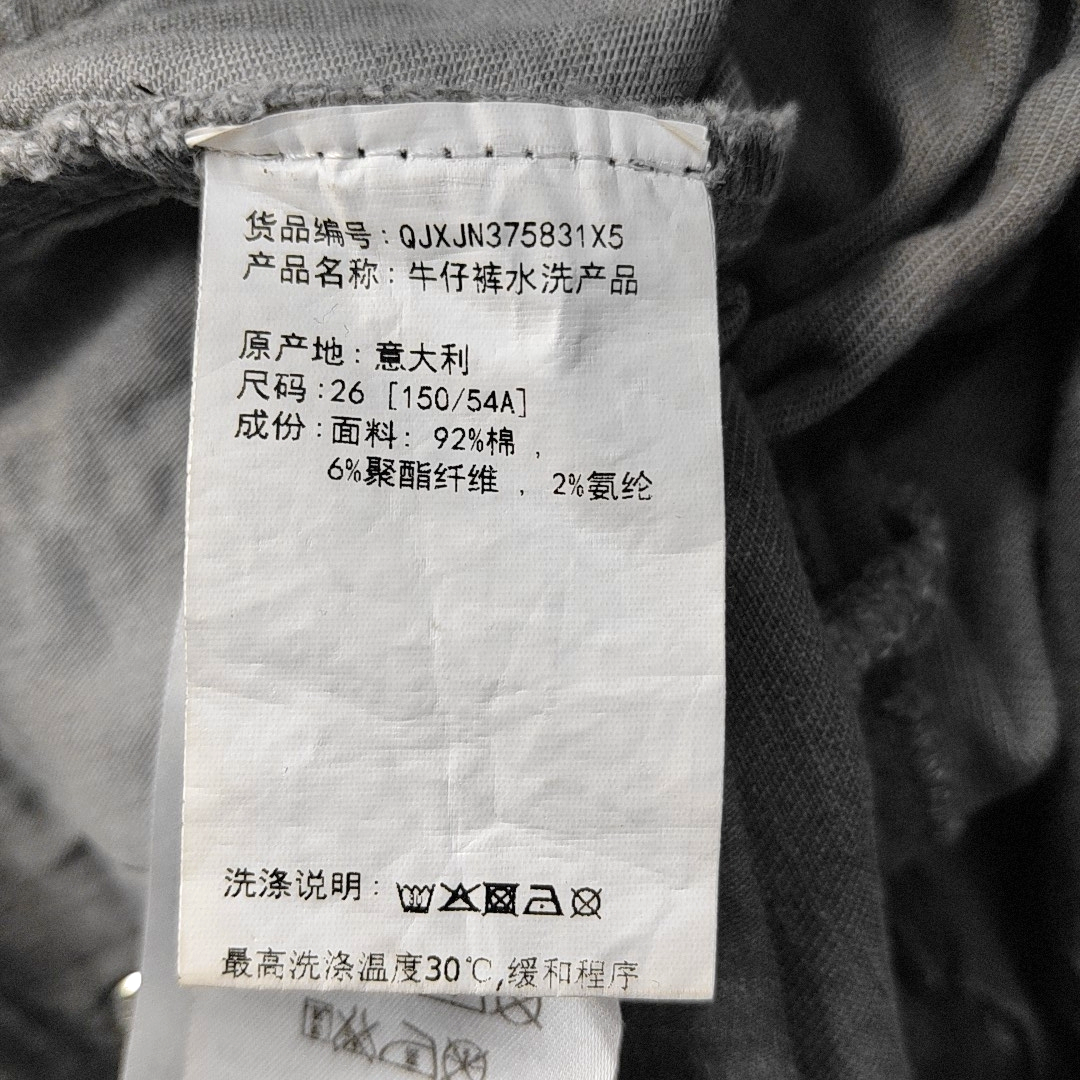 货品编号:QJXJN375831X5
产品名称:牛仔裤水洗产品
原产地:意大利
尺码:26 [150/54A]
成份:面料: 92%棉,
6%聚酯纤维, 2%氨纶
洗涤说明:
最高洗涤温度30℃,缓和程序